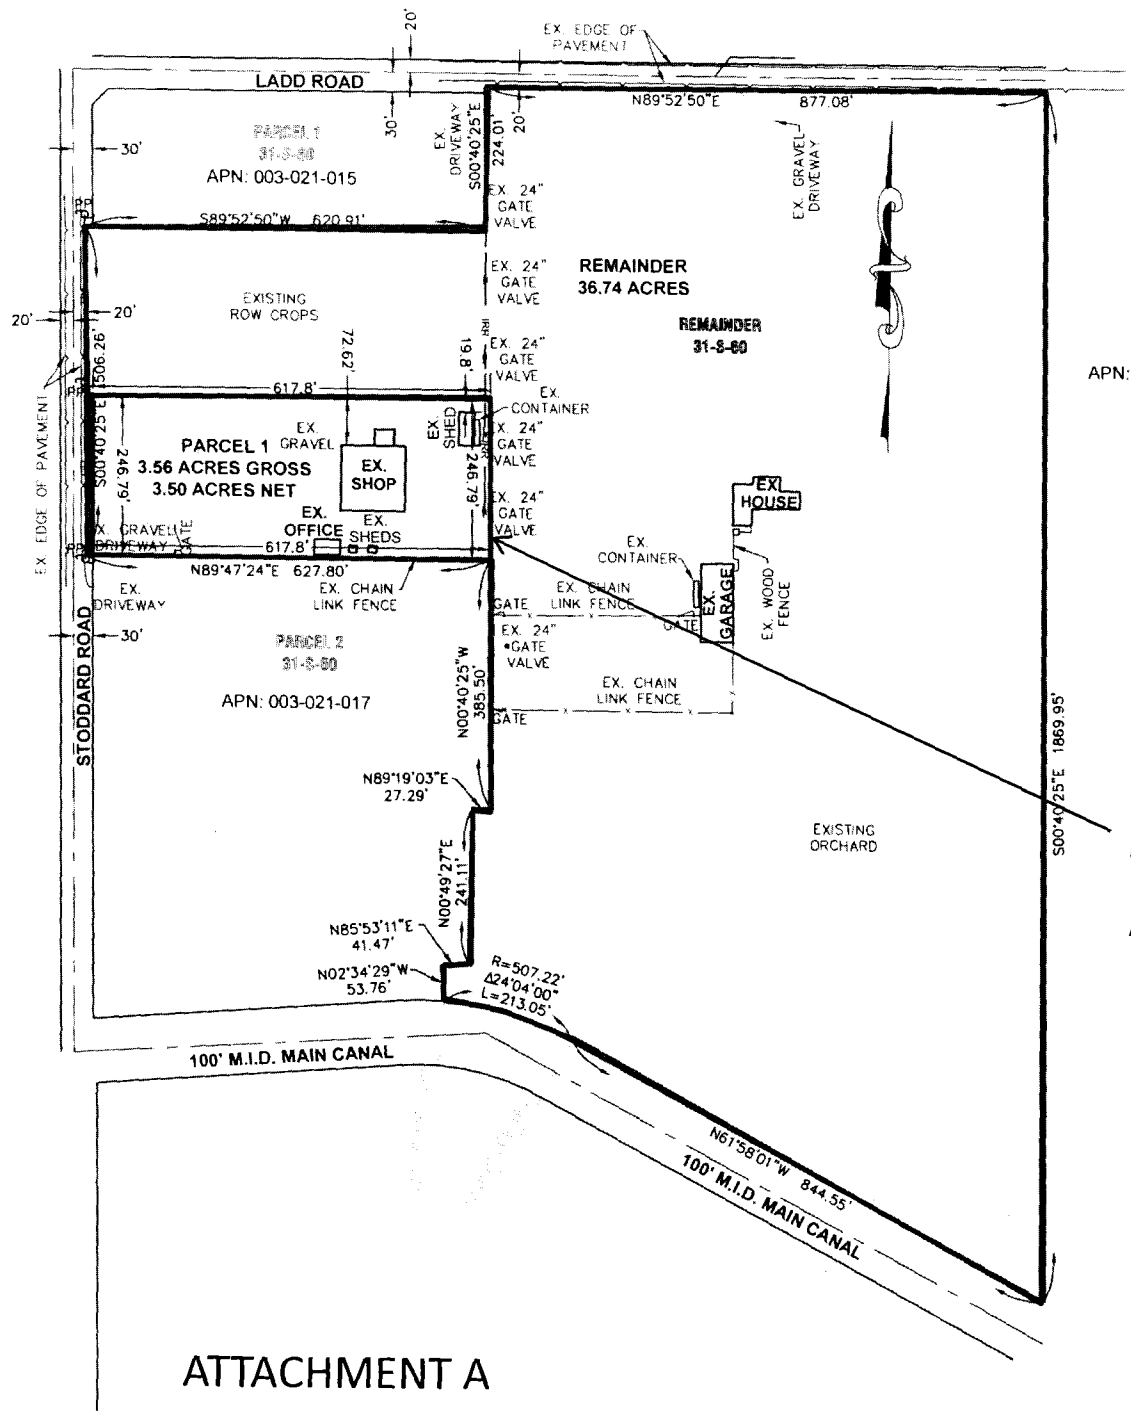 20'
EX. EDGE OF
PAVEMENT
LADD ROAD
N89°52'50"E 877.08'
30'
20'
EX.
DRIVEWAY
S00°40'25"E
224.01'
30'
PARCEL 1
31-S-60
APN: 003-021-015
EX. GRAVEL
DRIVEWAY
PP
S89°52'50"W 620.91'
EX. 24"
GATE
VALVE
EX. 24"
GATE
VALVE
REMAINDER
36.74 ACRES
REMAINDER
31-S-60
EXISTING
ROW CROPS
20'
20'
72.62'
19.8'
IRR
EX. 24"
GATE
VALVE
APN:
S00°40'25"E 1506.26'
PP
617.8'
EX.
CONTAINER
EX.
SHED
IRR
EX. 24"
GATE
VALVE
EX.
GRAVEL
PARCEL 1
3.56 ACRES GROSS
3.50 ACRES NET
EX.
SHOP
246.79'
246.79'
EX. 24"
GATE
VALVE
EX.
HOUSE
EX. EDGE OF PAVEMENT
EX. GRAVEL
DRIVEWAY
GATE
EX.
OFFICE
EX.
SHEDS
617.8'
PP
N89°47'24"E 627.80'
EX.
DRIVEWAY
EX. CHAIN
LINK FENCE
EX.
CONTAINER
EX. CHAIN
LINK FENCE
EX.
GARAGE
EX. WOOD
FENCE
GATE
GATE
30'
STODDARD ROAD
PARCEL 2
31-S-60
APN: 003-021-017
EX. 24"
GATE
VALVE
N00°40'25"W
385.50'
EX. CHAIN
LINK FENCE
GATE
S00°40'25"E 1869.95'
N89°19'03"E
27.29'
EXISTING
ORCHARD
N00°49'27"E
241.11'
N85°53'11"E
41.47'
N02°34'29"W
53.76'
R=507.22'
Δ24°04'00"
L=213.05'
100' M.I.D. MAIN CANAL
N61°58'01"W 844.55'
100' M.I.D. MAIN CANAL
ATTACHMENT A